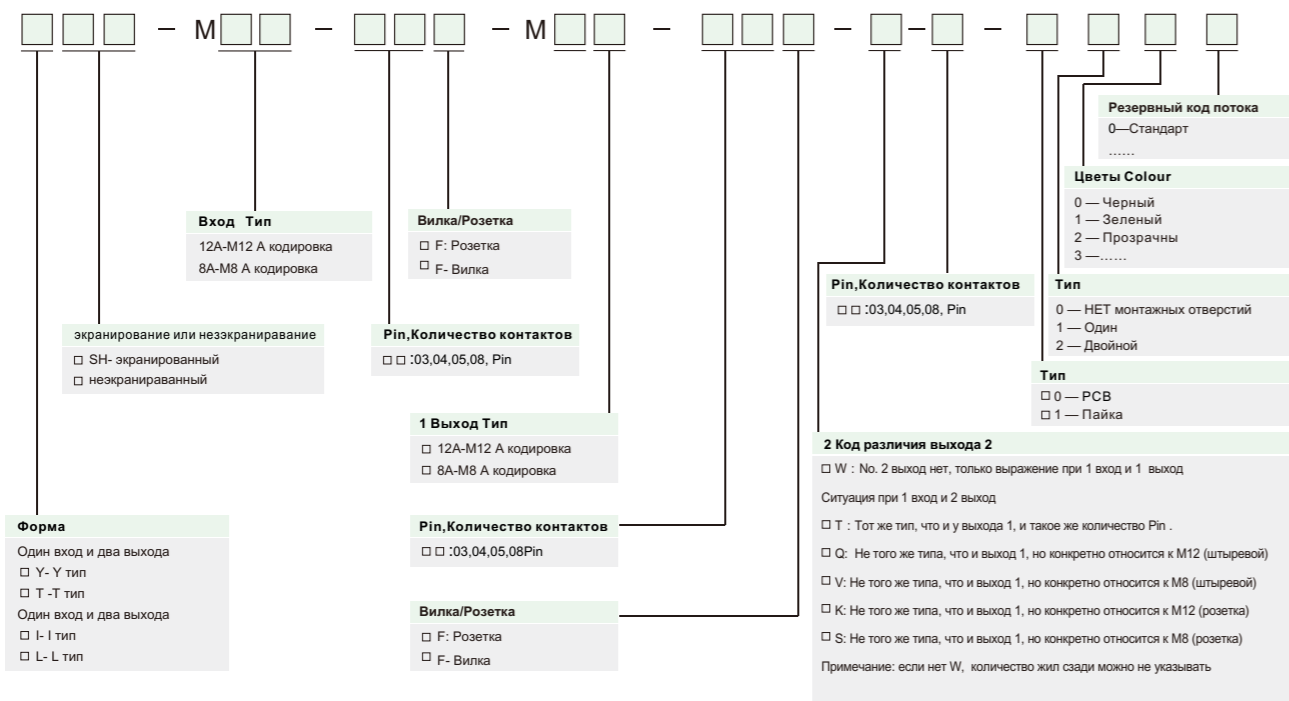 – M – – M – – – –
Резервный код потока
0—Стандарт
......
Цветы Colour
0 — Черный
1 — Зеленый
2 — Прозрачны
3 —......
Вход Тип
12A-M12 А кодировка
8A-M8 А кодировка
Вилка/Розетка
□ F: Розетка
□ F- Вилка
Pin,Количество контактов
□ □ :03,04,05,08, Pin
Тип
0 — НЕТ монтажных отверстий
1 — Один
2 — Двойной
экранирование или незэкраниравание
□ SH- экранированный
□ неэкранираванный
Pin,Количество контактов
□ □ :03,04,05,08, Pin
Тип
□ 0 — PCB
□ 1 — Пайка
1 Выход Тип
□ 12A-M12 А кодировка
□ 8A-M8 А кодировка
2 Код различия выхода 2
□ W : No. 2 выход нет, только выражение при 1 вход и 1 выход
Ситуация при 1 вход и 2 выход
□ T : Тот же тип, что и у выхода 1, и такое же количество Pin .
□ Q: Не того же типа, что и выход 1, но конкретно относится к M12 (штыревой)
□ V: Не того же типа, что и выход 1, но конкретно относится к M8 (штыревой)
□ K: Не того же типа, что и выход 1, но конкретно относится к M12 (розетка)
□ S: Не того же типа, что и выход 1, но конкретно относится к M8 (розетка)
Примечание: если нет W, количество жил сзади можно не указывать
Форма
Один вход и два выхода
□ Y- Y тип
□ T -T тип
Один вход и два выхода
□ I- I тип
□ L- L тип
Pin,Количество контактов
□ □ :03,04,05,08Pin
Вилка/Розетка
□ F: Розетка
□ F- Вилка